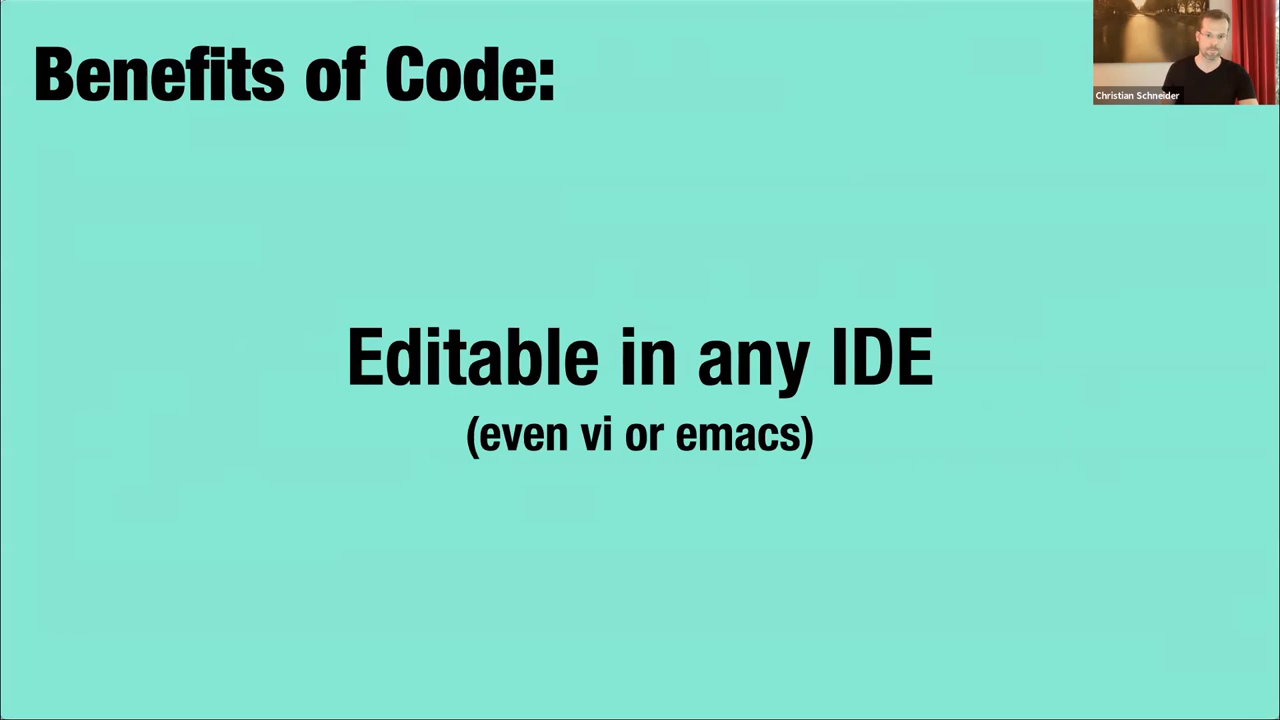 Benefits of Code:
Christian Schneider
Editable in any IDE
(even vi or emacs)